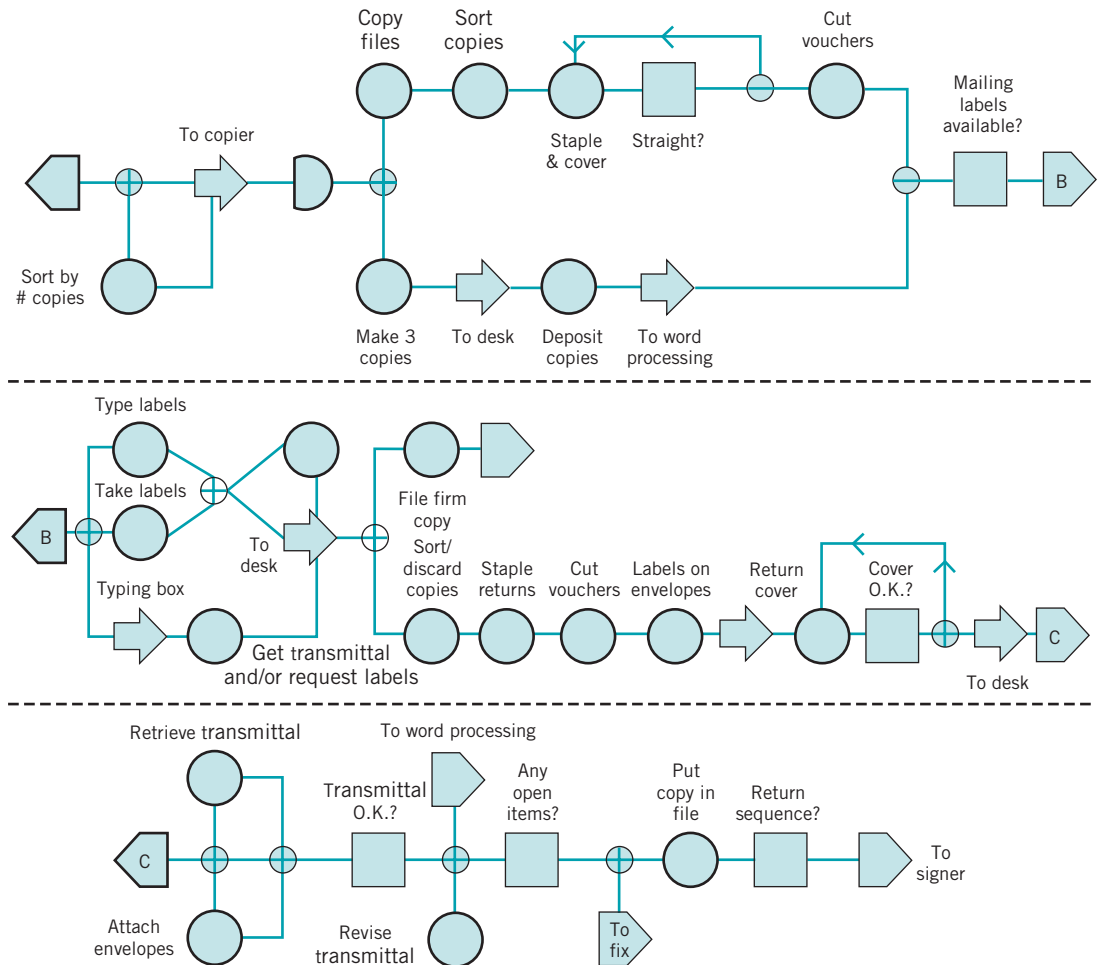 Copy
files
Sort
copies
Cut
vouchers
Mailing
labels
available?
To copier
Staple
& cover
Straight?
B
Sort by
# copies
Make 3
copies
To desk
Deposit
copies
To word
processing
Type labels
Take labels
B
To
desk
File firm
copy
Sort/
discard
copies
Staple
returns
Cut
vouchers
Labels on
envelopes
Return
cover
Cover
O.K.?
Typing box
Get transmittal
and/or request labels
C
To desk
Retrieve transmittal
To word processing
Transmittal
O.K.?
Any
open
items?
Put
copy in
file
Return
sequence?
C
To
signer
Attach
envelopes
Revise
transmittal
To
fix